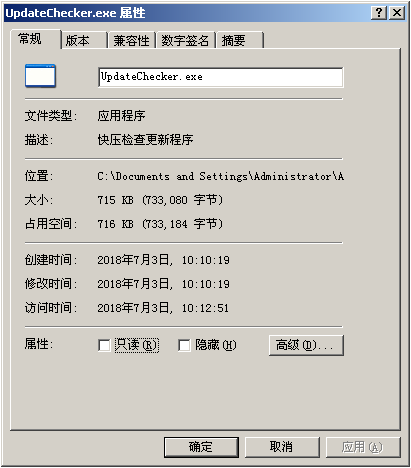 UpdateChecker.exe 属性
常规 版本 兼容性 数字签名 摘要
UpdateChecker.exe
文件类型: 应用程序
描述: 快压检查更新程序
位置: C:\Documents and Settings\Administrator\A
大小: 715 KB (733,080 字节)
占用空间: 716 KB (733,184 字节)
创建时间: 2018年7月3日, 10:10:19
修改时间: 2018年7月3日, 10:10:19
访问时间: 2018年7月3日, 10:12:51
属性: 只读(R) 隐藏(H) 高级(D)...
确定 取消 应用(A)